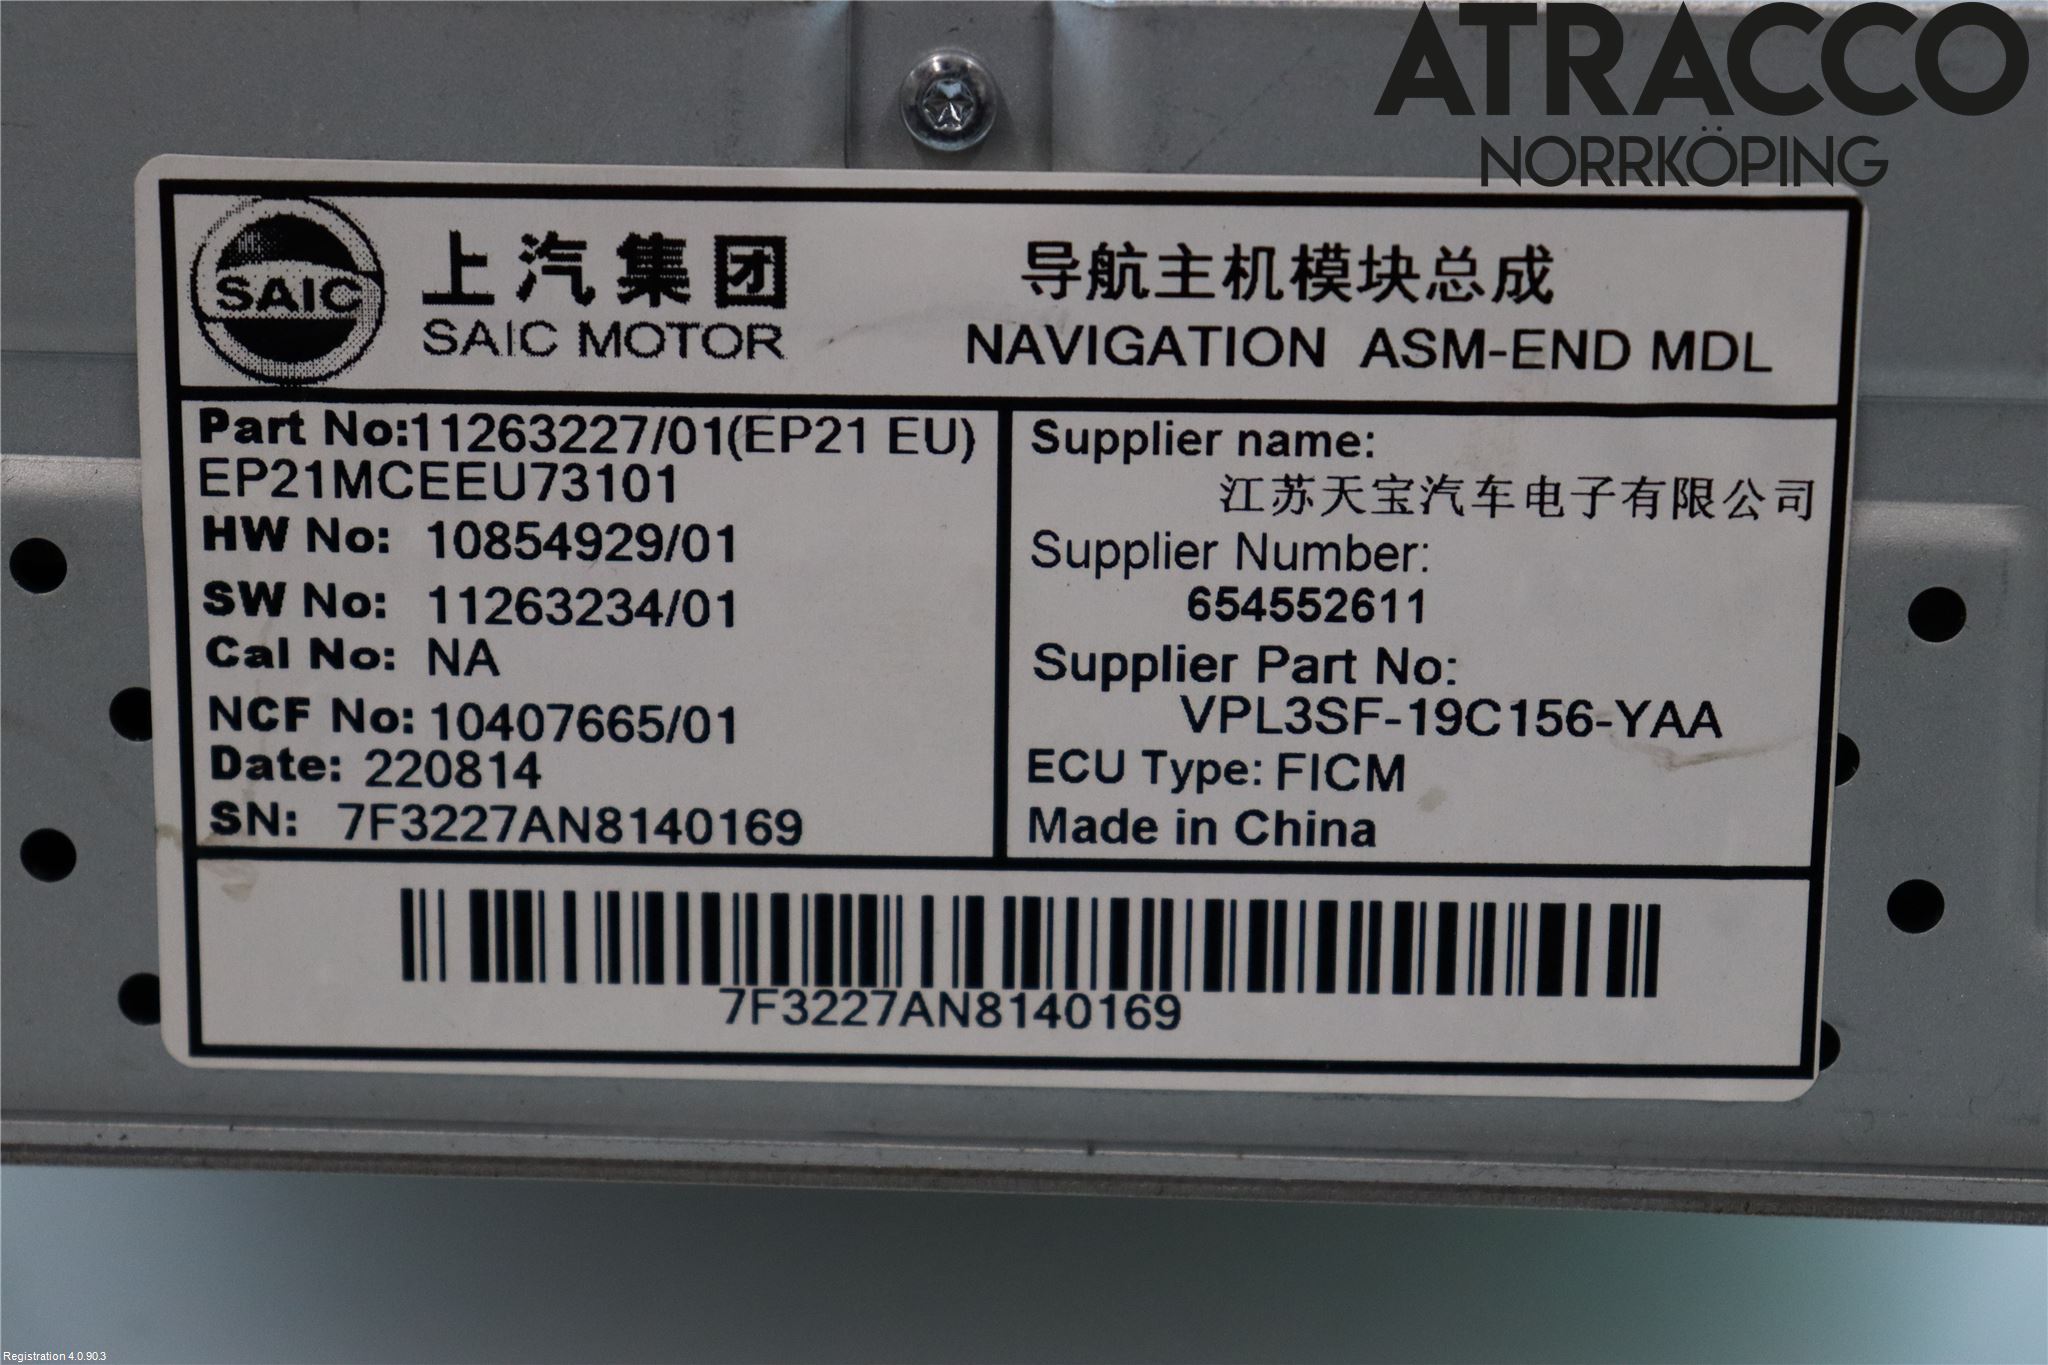 ATRACCO
NORRKÖPING
SAIC
上汽集团
SAIC MOTOR
导航主机模块总成
NAVIGATION ASM-END MDL
Part No:11263227/01(EP21 EU)
EP21MCEEEU73101
HW No: 10854929/01
SW No: 11263234/01
Cal No: NA
NCF No: 10407665/01
Date: 220814
SN: 7F3227AN8140169
Supplier name:
江苏天宝汽车电子有限公司
Supplier Number:
654552611
Supplier Part No:
VPL3SF-19C156-YAA
ECU Type: FICM
Made in China
7F3227AN8140169
Registration 4.0.90.3